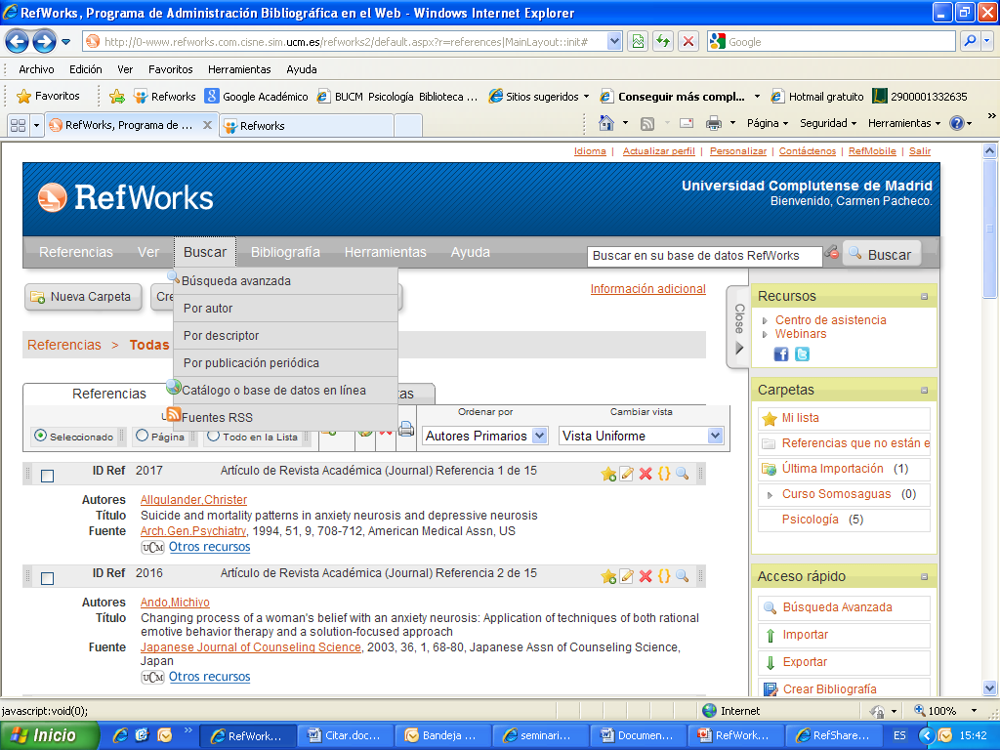 RefWorks, Programa de Administración Bibliográfica en el Web - Windows Internet Explorer
http://0-www.refworks.com.cisne.sim.ucm.es/refworks2/default.aspx?r=references|MainLayout::init#
Google
Archivo Edición Ver Favoritos Herramientas Ayuda
Favoritos Refworks Google Académico BUCM Psicología Biblioteca ... Sitios sugeridos Conseguir más compl... Hotmail gratuito 2900001332635
RefWorks, Programa de ... Refworks Página Seguridad Herramientas »
Idioma | Actualizar perfil | Personalizar | Contáctenos | RefMobile | Salir
RefWorks
Universidad Complutense de Madrid
Bienvenido, Carmen Pacheco.
Referencias Ver Buscar Bibliografía Herramientas Ayuda
Buscar en su base de datos RefWorks Buscar
Búsqueda avanzada
Por autor
Por descriptor
Por publicación periódica
Catálogo o base de datos en línea
Fuentes RSS
Nueva Carpeta Cre
Información adicional
Close
Referencias > Todas
Referencias tas
Seleccionado Página Todo en la Lista
Ordenar por Cambiar vista
Autores Primarios Vista Uniforme
ID Ref 2017 Artículo de Revista Académica (Journal) Referencia 1 de 15
Autores Allgulander,Christer
Título Suicide and mortality patterns in anxiety neurosis and depressive neurosis
Fuente Arch.Gen.Psychiatry, 1994, 51, 9, 708-712, American Medical Assn, US
UCM Otros recursos
ID Ref 2016 Artículo de Revista Académica (Journal) Referencia 2 de 15
Autores Ando,Michivo
Título Changing process of a woman's belief with an anxiety neurosis: Application of techniques of both rational
emotive behavior therapy and a solution-focused approach
Fuente Japanese Journal of Counseling Science, 2003, 36, 1, 68-80, Japanese Assn of Counseling Science,
Japan
UCM Otros recursos
Recursos
Centro de asistencia
Webinars
Carpetas
Mi lista
Referencias que no están e
Última Importación (1)
Curso Somosaguas (0)
Psicología (5)
Acceso rápido
Búsqueda Avanzada
Importar
Exportar
Crear Bibliografía
javascript:void(0); Internet 100%
Inicio » RefWork... Citar.doc... Bandeja ... seminari... Documen... RefWork... RefShare... ES 15:42